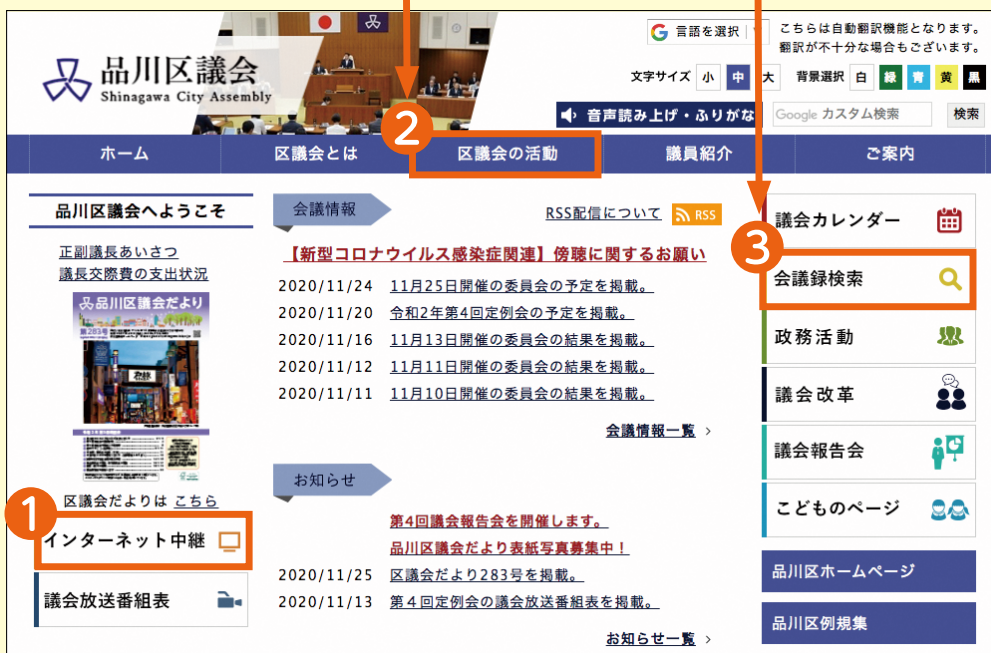 品川区議会
Shinagawa City Assembly
G 言語を選択
こちらは自動翻訳機能となります。
翻訳が不十分な場合もございます。
文字サイズ 小 中 大 背景選択 白 緑 青 黄 黒
音声読み上げ・ふりがな
Google カスタム検索 検索
2
ホーム 区議会とは 区議会の活動 議員紹介 ご案内
品川区議会へようこそ
正副議長あいさつ
議長交際費の支出状況
品川区議会だより
第283号
区議会だよりは こちら
1
インターネット中継
議会放送番組表
会議情報
RSS配信について RSS
【新型コロナウイルス感染症関連】傍聴に関するお願い
2020/11/24 11月25日開催の委員会の予定を掲載。
2020/11/20 令和2年第4回定例会の予定を掲載。
2020/11/16 11月13日開催の委員会の結果を掲載。
2020/11/12 11月11日開催の委員会の結果を掲載。
2020/11/11 11月10日開催の委員会の結果を掲載。
会議情報一覧 >
お知らせ
第4回議会報告会を開催します。
品川区議会だより表紙写真募集中!
2020/11/25 区議会だより283号を掲載。
2020/11/13 第4回定例会の議会放送番組表を掲載。
お知らせ一覧 >
議会カレンダー
3
会議録検索
政務活動
議会改革
議会報告会
こどものページ
品川区ホームページ
品川区例規集